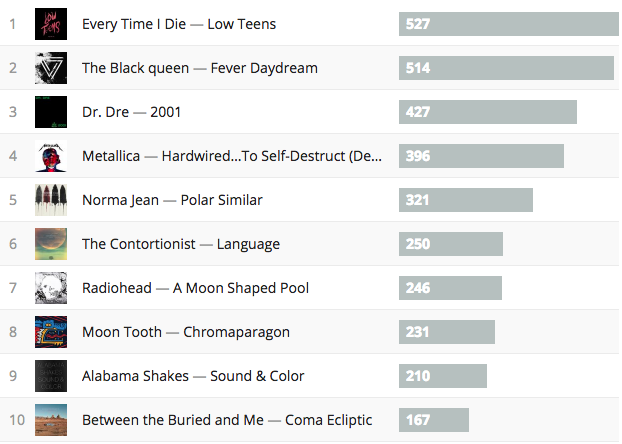 1 Every Time I Die — Low Teens 527
2 The Black queen — Fever Daydream 514
3 Dr. Dre — 2001 427
4 Metallica — Hardwired...To Self-Destruct (De... 396
5 Norma Jean — Polar Similar 321
6 The Contortionist — Language 250
7 Radiohead — A Moon Shaped Pool 246
8 Moon Tooth — Chromaparagon 231
9 Alabama Shakes — Sound & Color 210
10 Between the Buried and Me — Coma Ecliptic 167